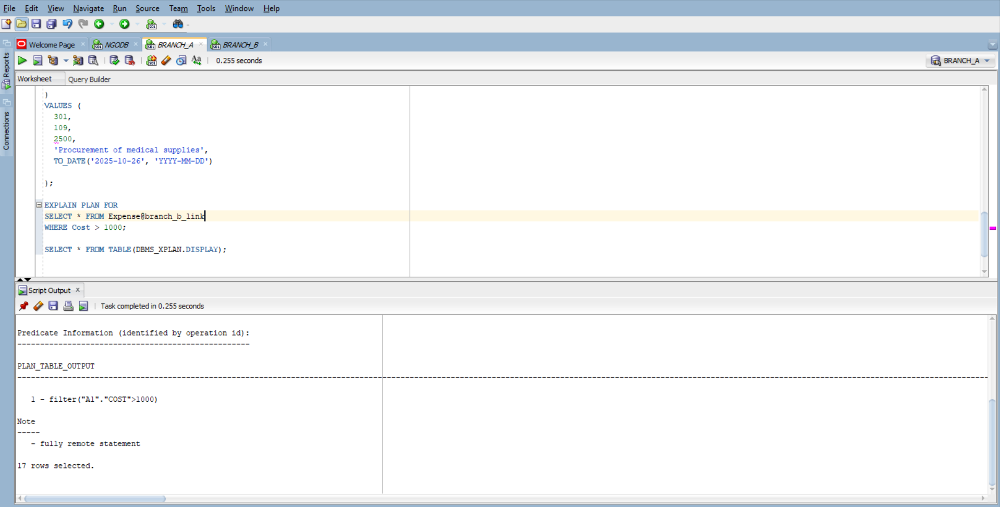 File Edit View Navigate Run Source Team Tools Window Help
Welcome Page NGODB BRANCH_A BRANCH_B
0.255 seconds BRANCH_A
Reports
Connections
Worksheet Query Builder
)
VALUES (
301,
109,
2500,
'Procurement of medical supplies',
TO_DATE('2025-10-26', 'YYYY-MM-DD')
);
EXPLAIN PLAN FOR
SELECT * FROM Expense@branch_b_link
WHERE Cost > 1000;
SELECT * FROM TABLE(DBMS_XPLAN.DISPLAY);
Script Output
Task completed in 0.255 seconds
Predicate Information (identified by operation id):
---------------------------------------------------
PLAN_TABLE_OUTPUT
1 - filter("A1"."COST">1000)
Note
-----
- fully remote statement
17 rows selected.